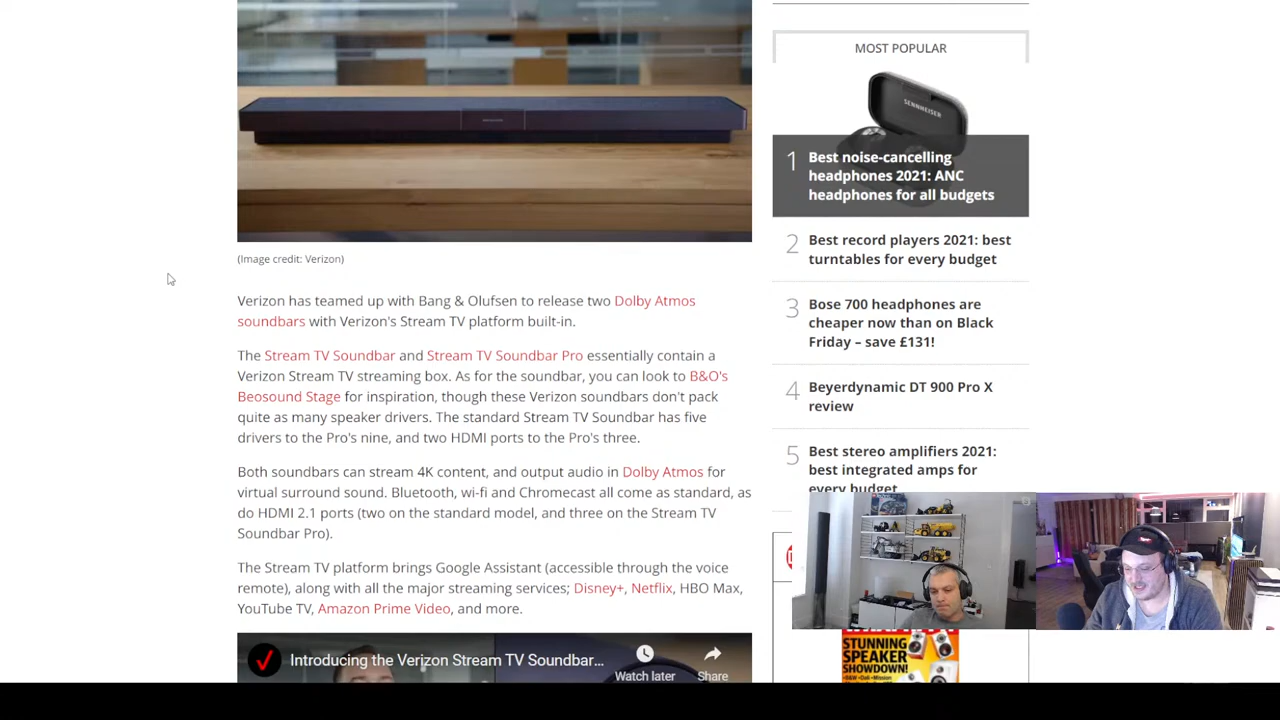 (Image credit: Verizon)
Verizon has teamed up with Bang & Olufsen to release two Dolby Atmos
soundbars with Verizon's Stream TV platform built-in.
The Stream TV Soundbar and Stream TV Soundbar Pro essentially contain a
Verizon Stream TV streaming box. As for the soundbar, you can look to B&O's
Beosound Stage for inspiration, though these Verizon soundbars don't pack
quite as many speaker drivers. The standard Stream TV Soundbar has five
drivers to the Pro's nine, and two HDMI ports to the Pro's three.
Both soundbars can stream 4K content, and output audio in Dolby Atmos for
virtual surround sound. Bluetooth, wi-fi and Chromecast all come as standard, as
do HDMI 2.1 ports (two on the standard model, and three on the Stream TV
Soundbar Pro).
The Stream TV platform brings Google Assistant (accessible through the voice
remote), along with all the major streaming services; Disney+, Netflix, HBO Max,
YouTube TV, Amazon Prime Video, and more.
Introducing the Verizon Stream TV Soundbar...
Watch later
Share
MOST POPULAR
SENNHEISER
1
Best noise-cancelling
headphones 2021: ANC
headphones for all budgets
2
Best record players 2021: best
turntables for every budget
3
Bose 700 headphones are
cheaper now than on Black
Friday – save £131!
4
Beyerdynamic DT 900 Pro X
review
5
Best stereo amplifiers 2021:
best integrated amps for
every budget
STUNNING
SPEAKER
SHOWDOWN!